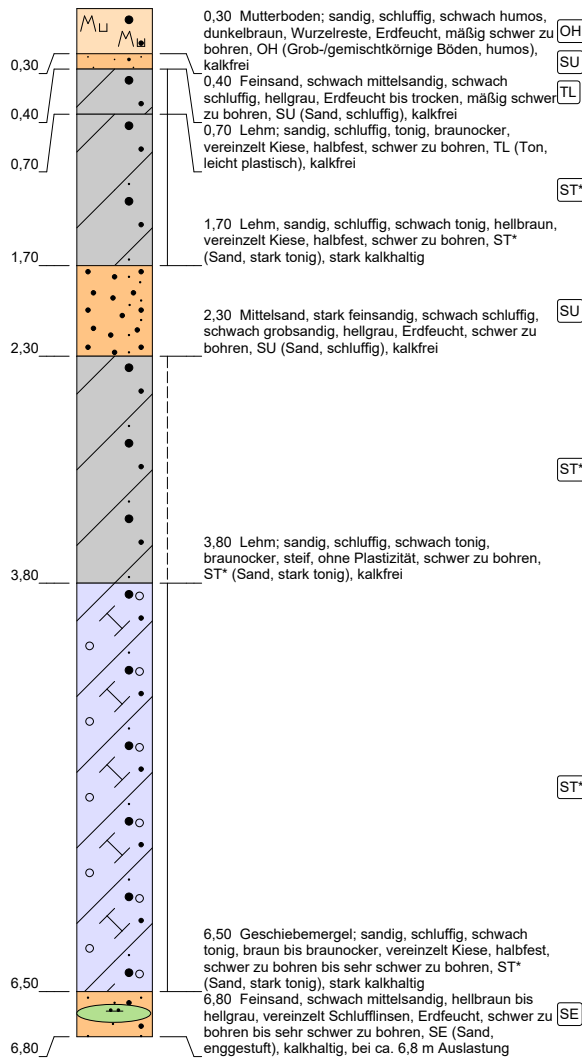 0,30 Mutterboden; sandig, schluffig, schwach humos,
dunkelbraun, Wurzelreste, Erdfeucht, mäßig schwer zu
bohren, OH (Grob-/gemischtkörnige Böden, humos),
kalkfrei
OH
0,30
SU
0,40 Feinsand, schwach mittelsandig, schwach
schluffig, hellgrau, Erdfeucht bis trocken, mäßig schwer
zu bohren, SU (Sand, schluffig), kalkfrei
TL
0,40
0,70 Lehm; sandig, schluffig, tonig, braunocker,
vereinzelt Kiese, halbfest, schwer zu bohren, TL (Ton,
leicht plastisch), kalkfrei
0,70
ST*
1,70 Lehm, sandig, schluffig, schwach tonig, hellbraun,
vereinzelt Kiese, halbfest, schwer zu bohren, ST*
(Sand, stark tonig), stark kalkhaltig
1,70
SU
2,30 Mittelsand, stark feinsandig, schwach schluffig,
schwach grobsandig, hellgrau, Erdfeucht, schwer zu
bohren, SU (Sand, schluffig), kalkfrei
2,30
ST*
3,80 Lehm; sandig, schluffig, schwach tonig,
braunocker, steif, ohne Plastizität, schwer zu bohren,
ST* (Sand, stark tonig), kalkfrei
3,80
ST*
6,50 Geschiebemergel; sandig, schluffig, schwach
tonig, braun bis braunocker, vereinzelt Kiese, halbfest,
schwer zu bohren bis sehr schwer zu bohren, ST*
(Sand, stark tonig), stark kalkhaltig
6,50
6,80 Feinsand, schwach mittelsandig, hellbraun bis
hellgrau, vereinzelt Schlufflinsen, Erdfeucht, schwer zu
bohren bis sehr schwer zu bohren, SE (Sand,
enggestuft), kalkhaltig, bei ca. 6,8 m Auslastung
SE
6,80